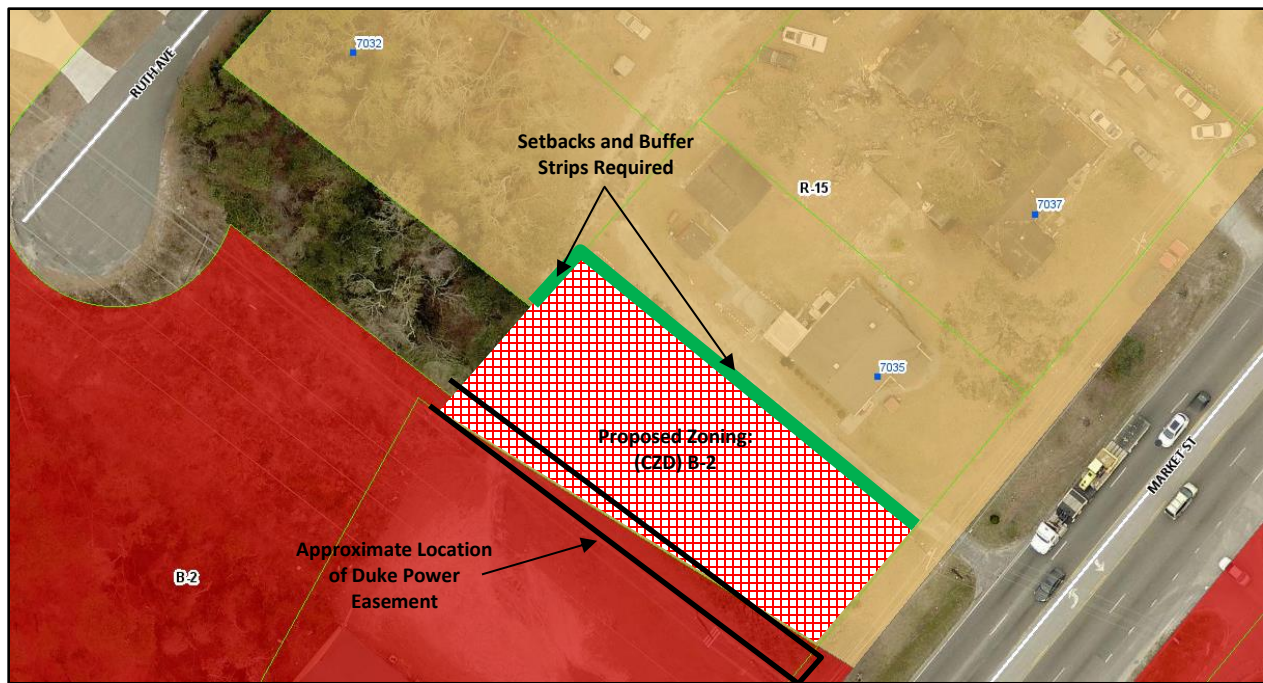 7032
RUTH AVE
Setbacks and Buffer
Strips Required
R-15
7037
7035
Proposed Zoning:
(CZD) B-2
MARKET ST
Approximate Location
of Duke Power
Easement
B-2